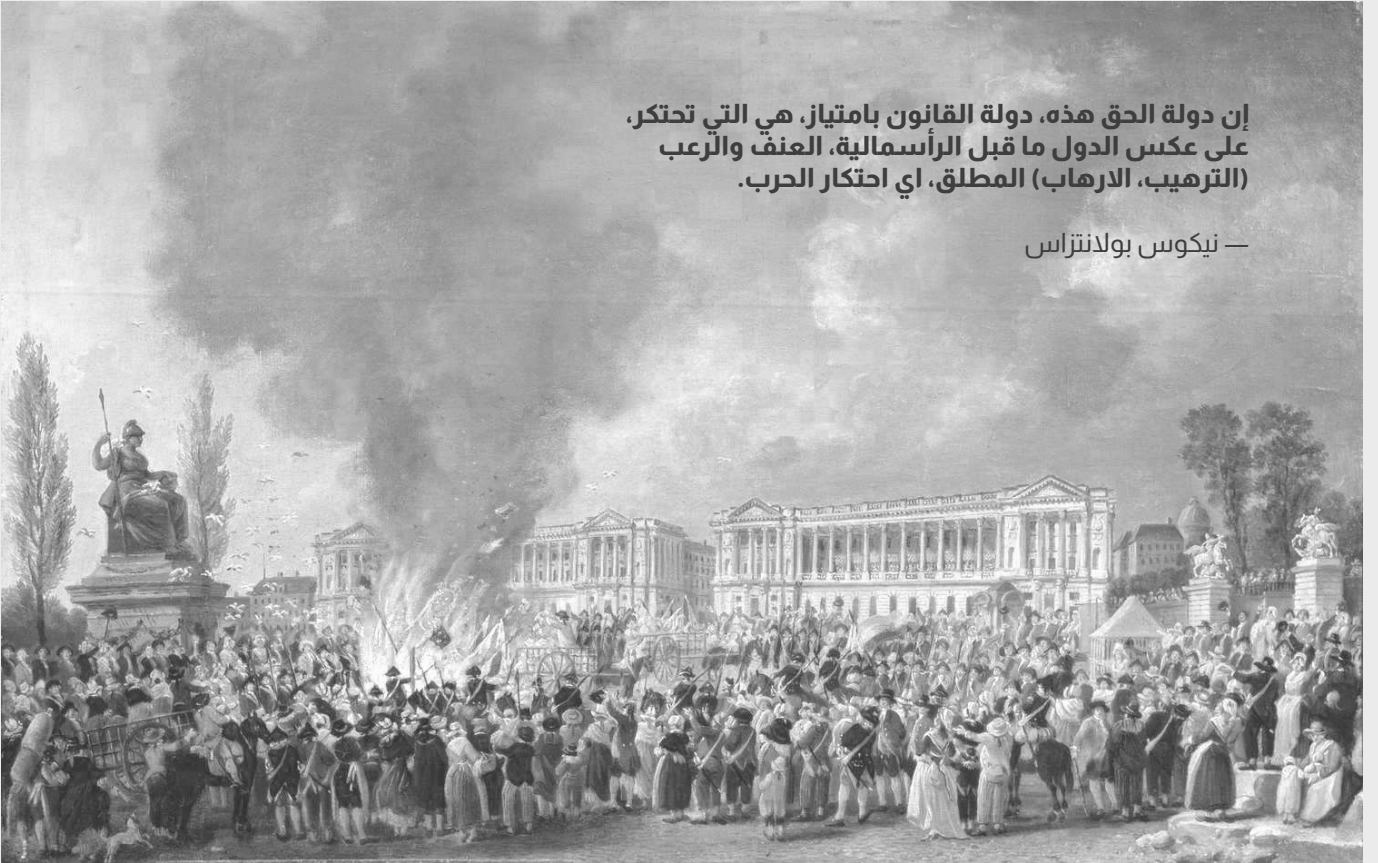 إن دولة الحق هذه، دولة القانون بامتياز، هي التي تحتكر،
على عكس الدول ما قبل الرأسمالية، العنف والرعب
(الترهيب، الارهاب) المطلق، اي احتكار الحرب.
— نيكوس بولانتزاس